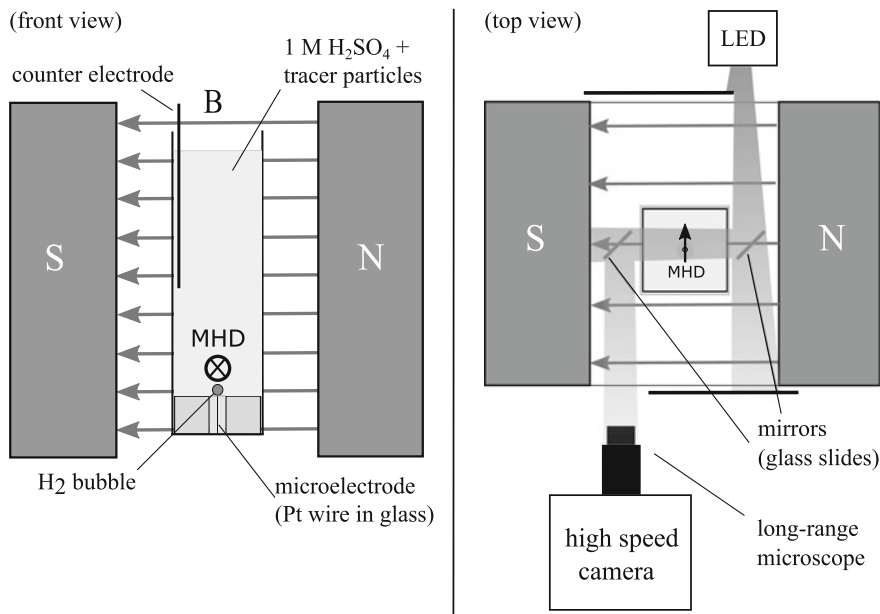 (front view)
1 M H₂SO₄ +
tracer particles
counter electrode
B
S
N
MHD
H₂ bubble
microelectrode
(Pt wire in glass)
(top view)
LED
S
N
MHD
mirrors
(glass slides)
long-range
microscope
high speed
camera